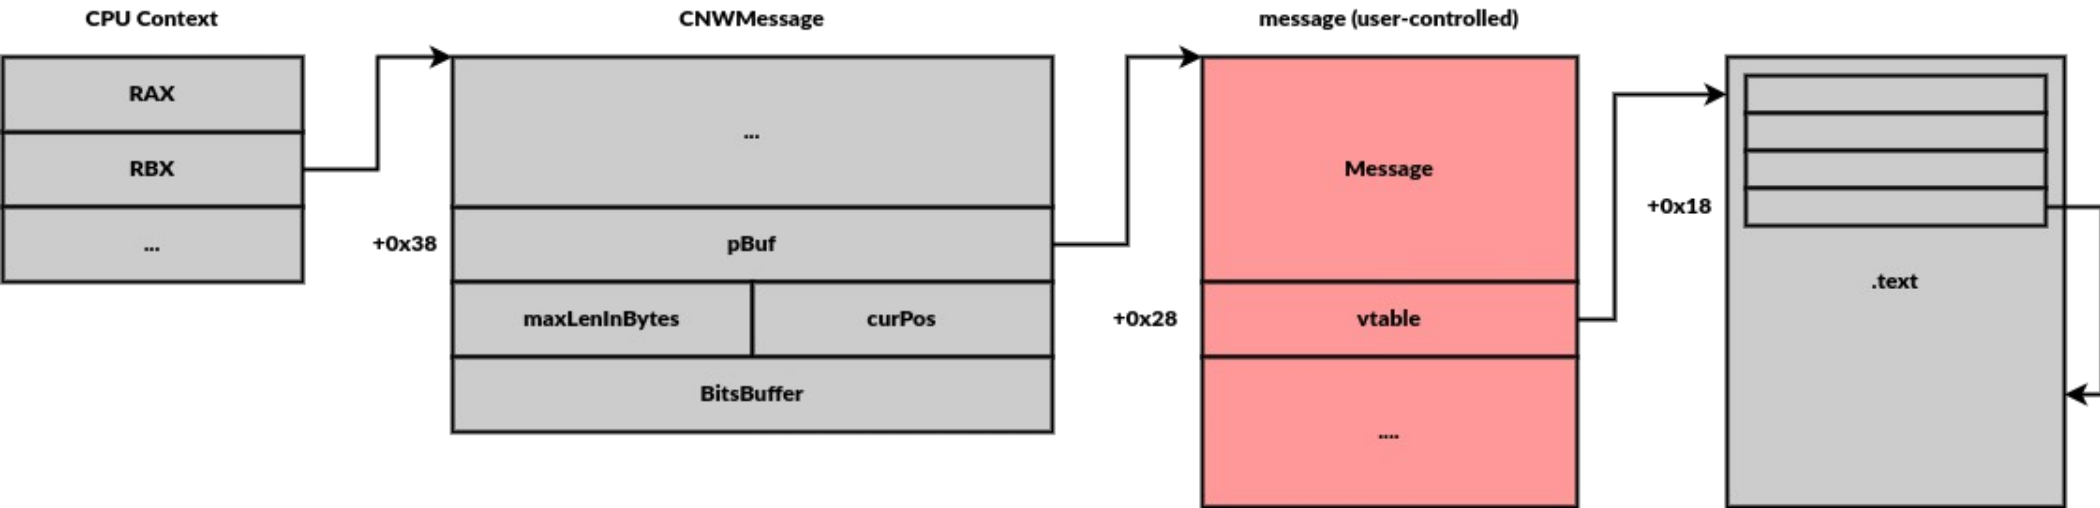 CPU Context
CNWMessage
message (user-controlled)
RAX
RBX
...
...
+0x38
pBuf
maxLenInBytes
curPos
BitsBuffer
Message
+0x28
vtable
....
+0x18
.text